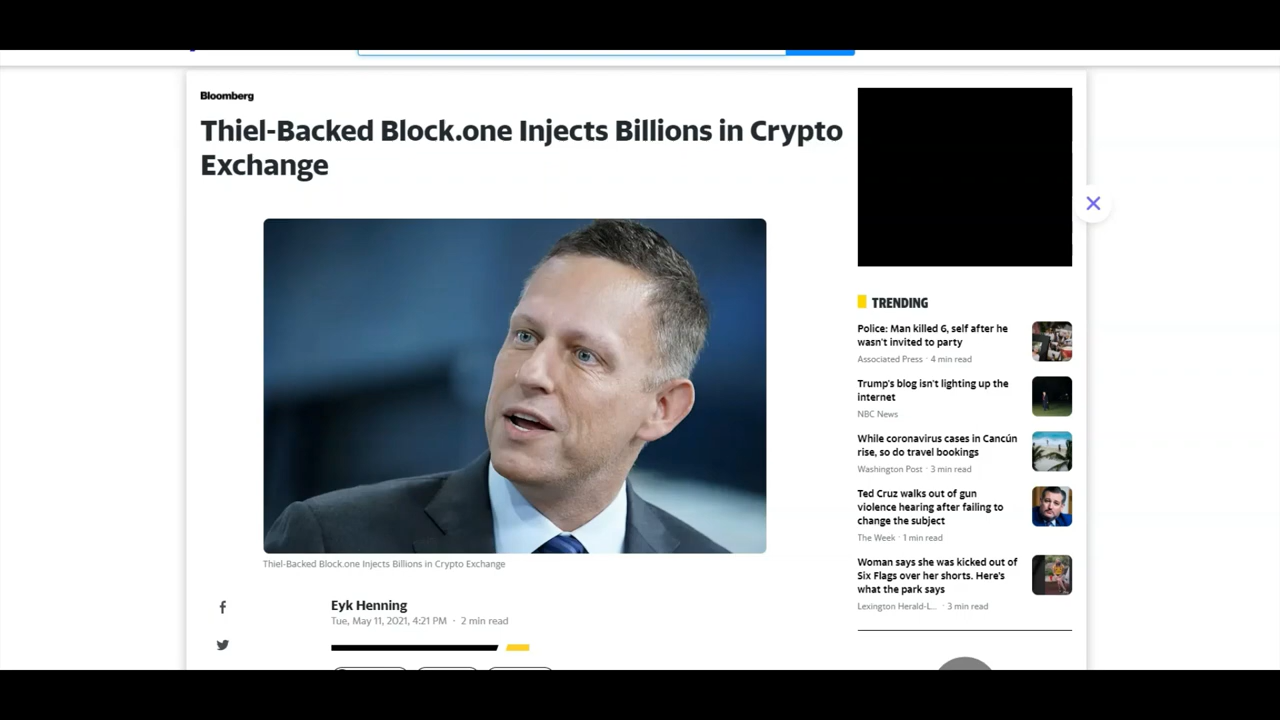 Bloomberg
Thiel-Backed Block.one Injects Billions in Crypto
Exchange
Thiel-Backed Block.one Injects Billions in Crypto Exchange
Eyk Henning
Tue, May 11, 2021, 4:21 PM · 2 min read
TRENDING
Police: Man killed 6, self after he
wasn't invited to party
Associated Press · 4 min read
Trump's blog isn't lighting up the
internet
NBC News
While coronavirus cases in Cancún
rise, so do travel bookings
Washington Post · 3 min read
Ted Cruz walks out of gun
violence hearing after failing to
change the subject
The Week · 1 min read
Woman says she was kicked out of
Six Flags over her shorts. Here's
what the park says
Lexington Herald-L... · 3 min read